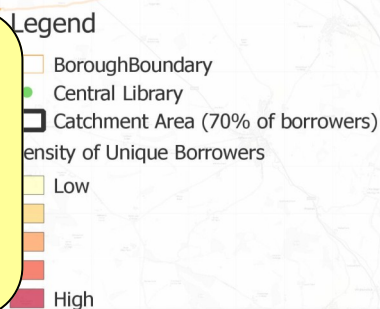 Legend
BoroughBoundary
Central Library
Catchment Area (70% of borrowers)
ensity of Unique Borrowers
Low
High